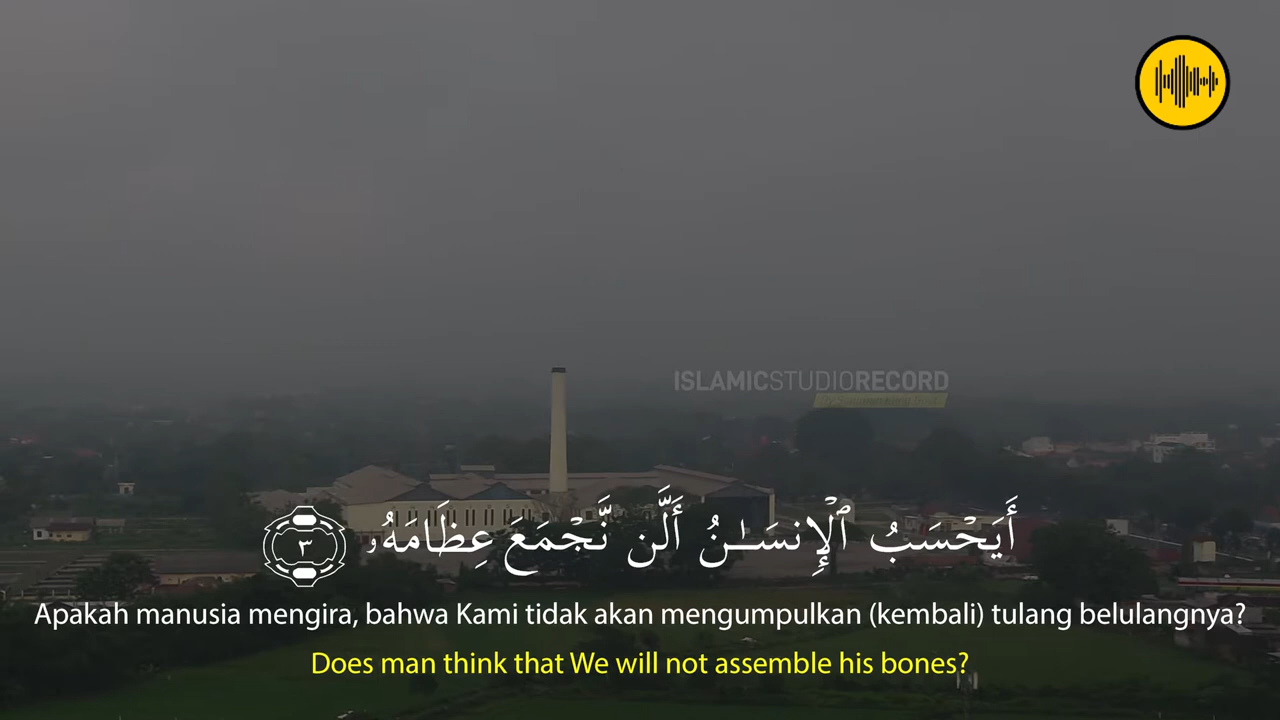 ISLAMICSTUDIORECORD
أَيَحْسَبُ ٱلْإِنسَـٰنُ أَلَّن نَّجْمَعَ عِظَامَهُۥ ٣
Apakah manusia mengira, bahwa Kami tidak akan mengumpulkan (kembali) tulang belulangnya?
Does man think that We will not assemble his bones?